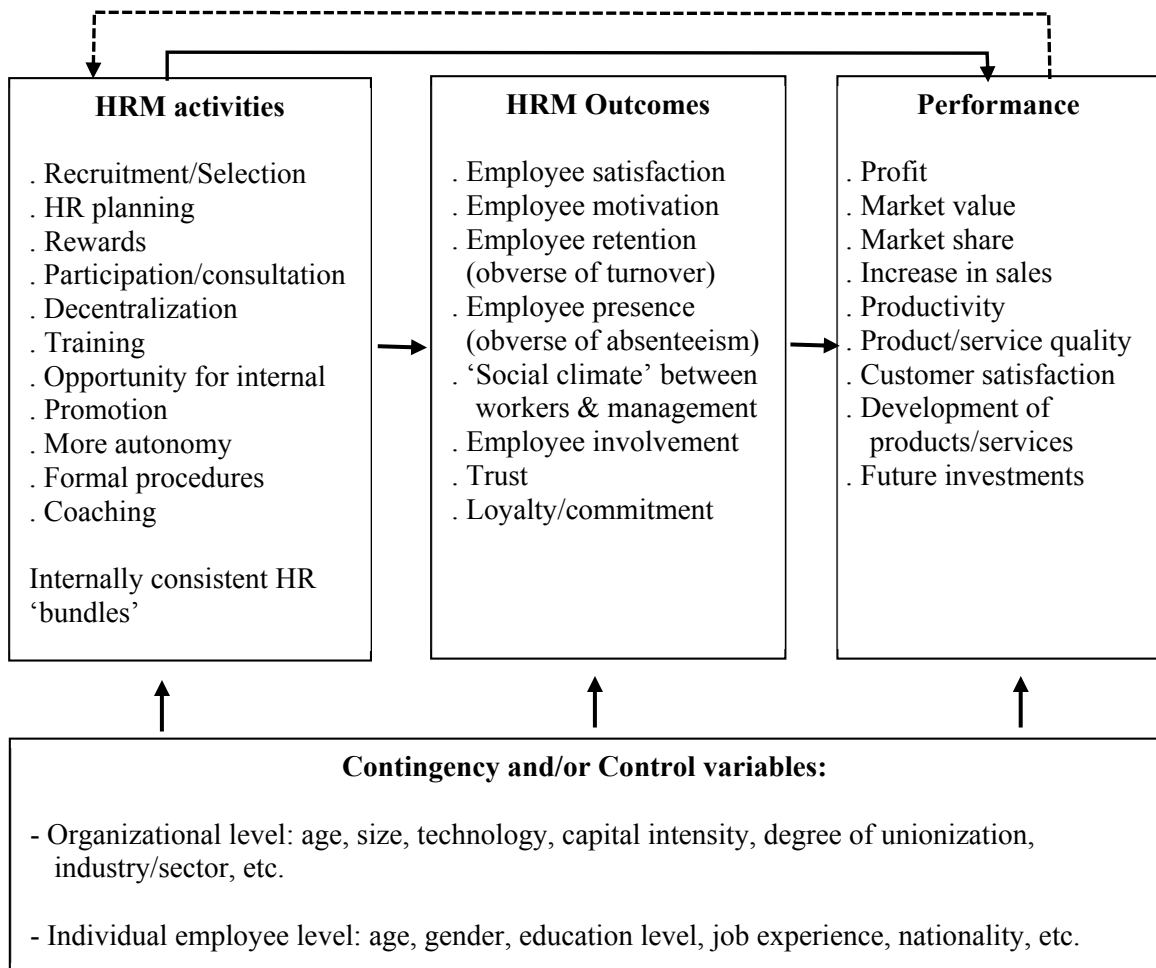 HRM activities
. Recruitment/Selection
. HR planning
. Rewards
. Participation/consultation
. Decentralization
. Training
. Opportunity for internal
. Promotion
. More autonomy
. Formal procedures
. Coaching
Internally consistent HR
‘bundles’
HRM Outcomes
. Employee satisfaction
. Employee motivation
. Employee retention
(obverse of turnover)
. Employee presence
(obverse of absenteeism)
. ‘Social climate’ between
workers & management
. Employee involvement
. Trust
. Loyalty/commitment
Performance
. Profit
. Market value
. Market share
. Increase in sales
. Productivity
. Product/service quality
. Customer satisfaction
. Development of
products/services
. Future investments
Contingency and/or Control variables:
- Organizational level: age, size, technology, capital intensity, degree of unionization,
industry/sector, etc.
- Individual employee level: age, gender, education level, job experience, nationality, etc.